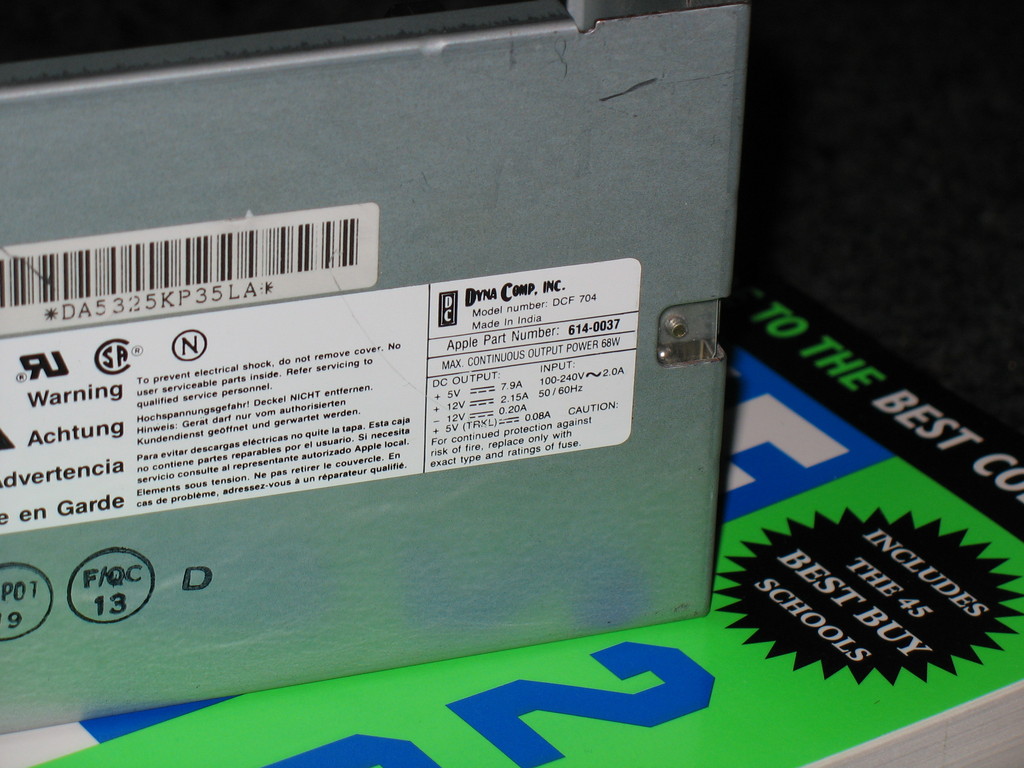 *DA5325KP35LA*
DYNA COMP, INC.
DC
Model number: DCF 704
Made In India
Apple Part Number: 614-0037
MAX. CONTINUOUS OUTPUT POWER 68W
DC OUTPUT:
+ 5V 7.9A
+ 12V 2.15A
- 12V 0.20A
+ 5V (TRKL) 0.08A
INPUT:
100-240V~2.0A
50/60Hz
CAUTION:
For continued protection against
risk of fire, replace only with
exact type and ratings of fuse.
N
Warning
To prevent electrical shock, do not remove cover. No
user serviceable parts inside. Refer servicing to
qualified service personnel.
Achtung
Hochspannungsgefahr! Deckel NICHT entfernen.
Hinweis: Gerät darf nur vom authorisierten
Kundendienst geöffnet und gewartet werden.
Advertencia
Para evitar descargas eléctricas no quite la tapa. Esta caja
no contiene partes reparables por el usuario. Si necesita
servicio consulte al representante autorizado Apple local.
e en Garde
Elements sous tension. Ne pas retirer le couvercle. En
cas de problème, adressez-vous à un réparateur qualifié.
POT
9
F/QC
13
D
TO THE BEST CO
INCLUDES
THE 45
BEST BUY
SCHOOLS
2